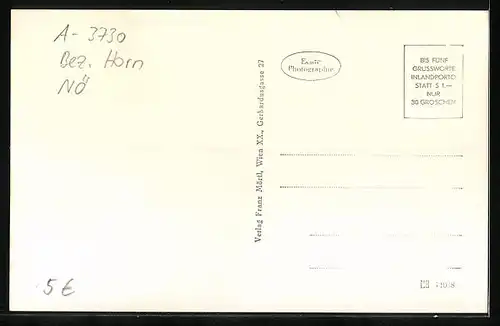 A- 3730
Bez. Horn
NÖ
5 €
Verlag Franz Mörtl, Wien XX., Gerhardusgasse 27
Echte
Photographie
BIS FÜNF
GRUSSWORTE
INLANDPORTO
STATT S 1.—
NUR
30 GROSCHEN